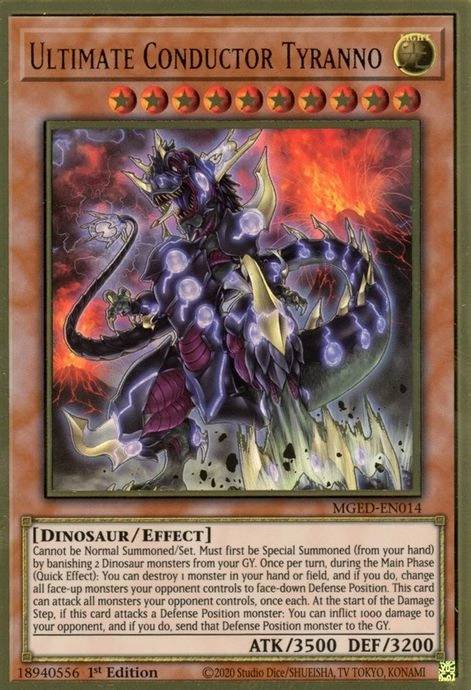 ULTIMATE CONDUCTOR TYRANNO
LIGHT
MGED-EN014
[DINOSAUR/EFFECT]
Cannot be Normal Summoned/Set. Must first be Special Summoned (from your hand)
by banishing 2 Dinosaur monsters from your GY. Once per turn, during the Main Phase
(Quick Effect): You can destroy 1 monster in your hand or field, and if you do, change
all face-up monsters your opponent controls to face-down Defense Position. This card
can attack all monsters your opponent controls, once each. At the start of the Damage
Step, if this card attacks a Defense Position monster: You can inflict 1000 damage to
your opponent, and if you do, send that Defense Position monster to the GY.
ATK/3500 DEF/3200
18940556 1st Edition ©2020 Studio Dice/SHUEISHA, TV TOKYO, KONAMI